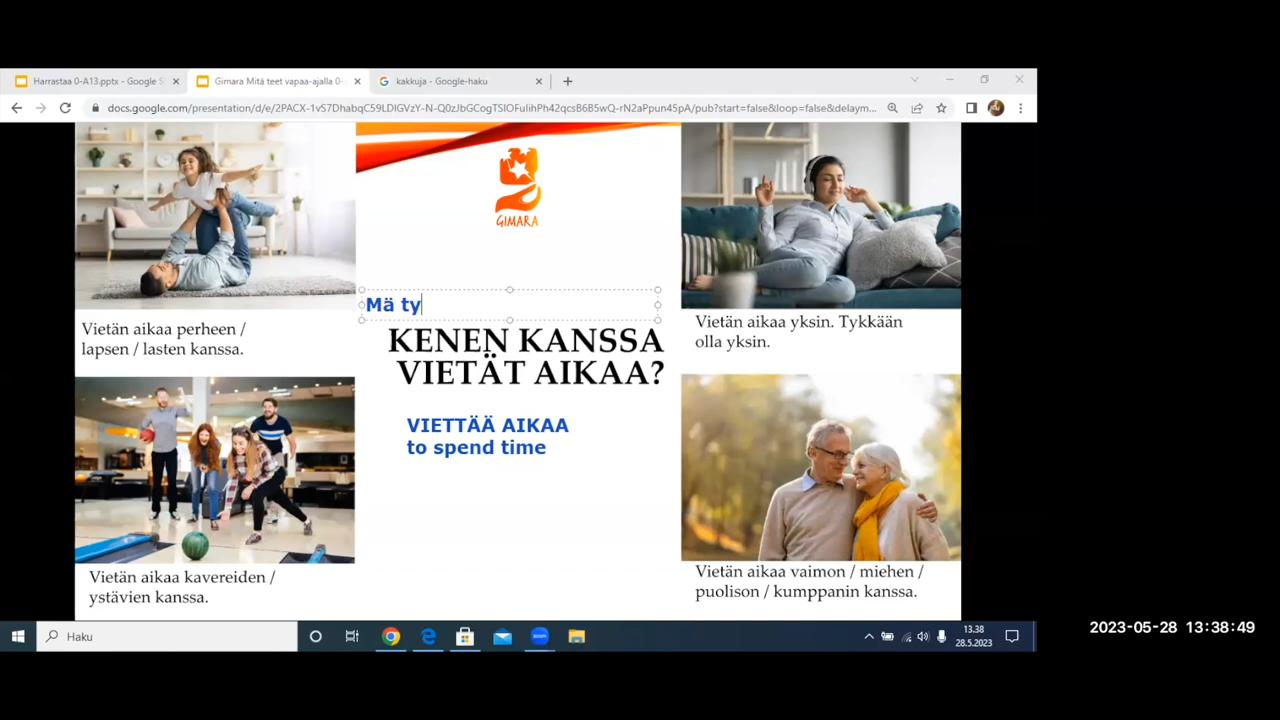 Harrastaa 0-A13.pptx - Google S
Gimara Mitä teet vapaa-ajalla 0-
kakkuja - Google-haku
docs.google.com/presentation/d/e/2PACX-1vS7DhabqC59LDIGVzY-N-Q0zJbGCogTSIOFulihPh42qcsB6B5wQ-rN2aPpun45pA/pub?start=false&loop=false&delaym...
GIMARA
Mä ty
KENEN KANSSA
VIETÄT AIKAA?
VIETTÄÄ AIKAA
to spend time
Vietän aikaa perheen /
lapsen / lasten kanssa.
Vietän aikaa yksin. Tykkään
olla yksin.
Vietän aikaa kavereiden /
ystävien kanssa.
Vietän aikaa vaimon / miehen /
puolison / kumppanin kanssa.
Haku
zoom
13.38
28.5.2023
2023-05-28 13:38:49